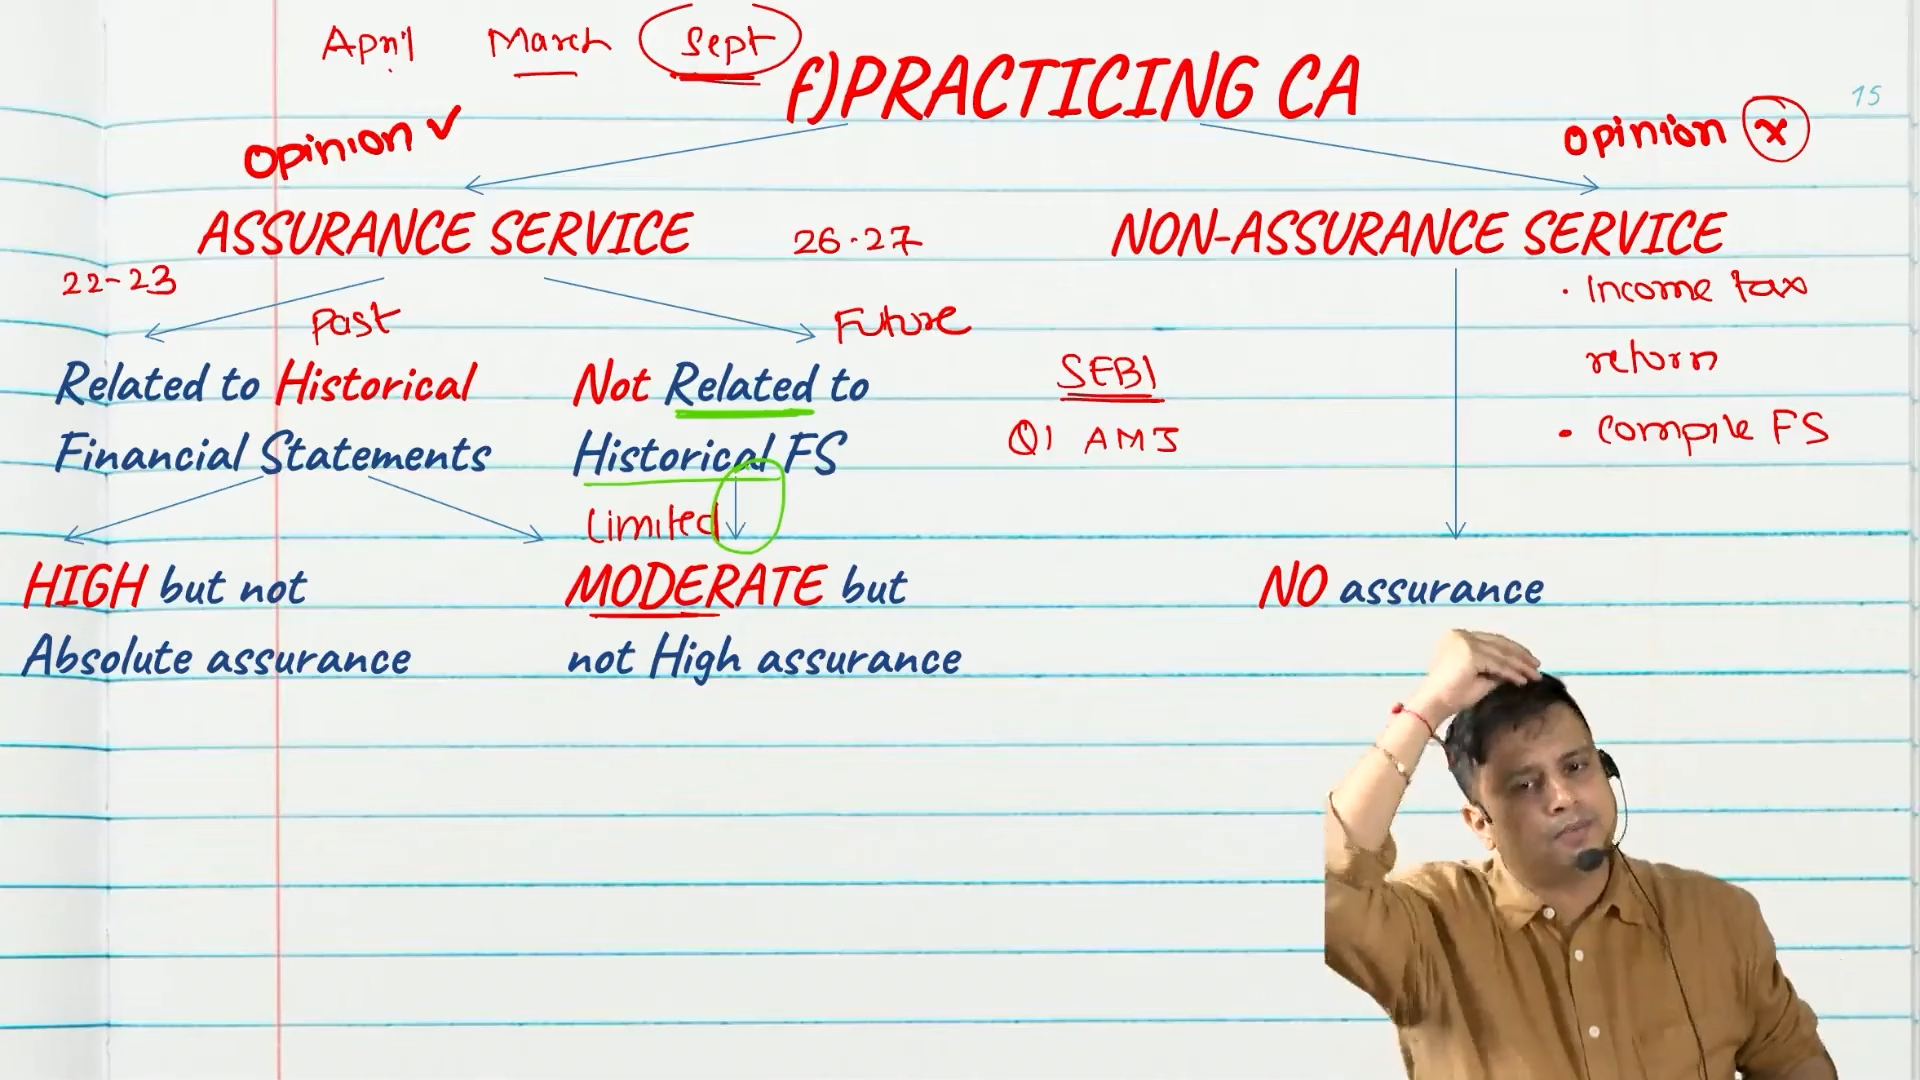 April March Sept
f)PRACTICING CA
15
Opinion ✓
Opinion x
ASSURANCE SERVICE
26-27
NON-ASSURANCE SERVICE
22-23
Past
Future
• Income tax
return
• Compile FS
Related to Historical
Financial Statements
Not Related to
Historical FS
SEBI
Q1 AMJ
Limited
HIGH but not
Absolute assurance
MODERATE but
not High assurance
NO assurance